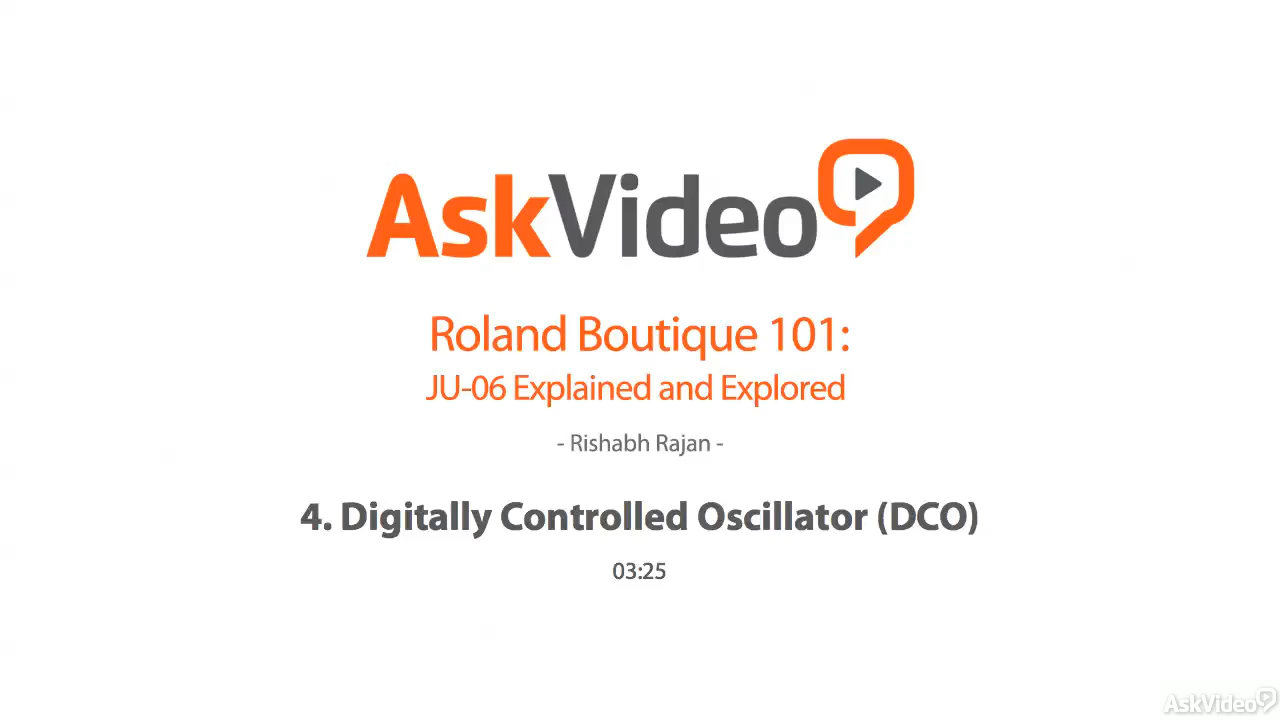 AskVideo
Roland Boutique 101:
JU-06 Explained and Explored
- Rishabh Rajan -
4. Digitally Controlled Oscillator (DCO)
03:25
AskVideo